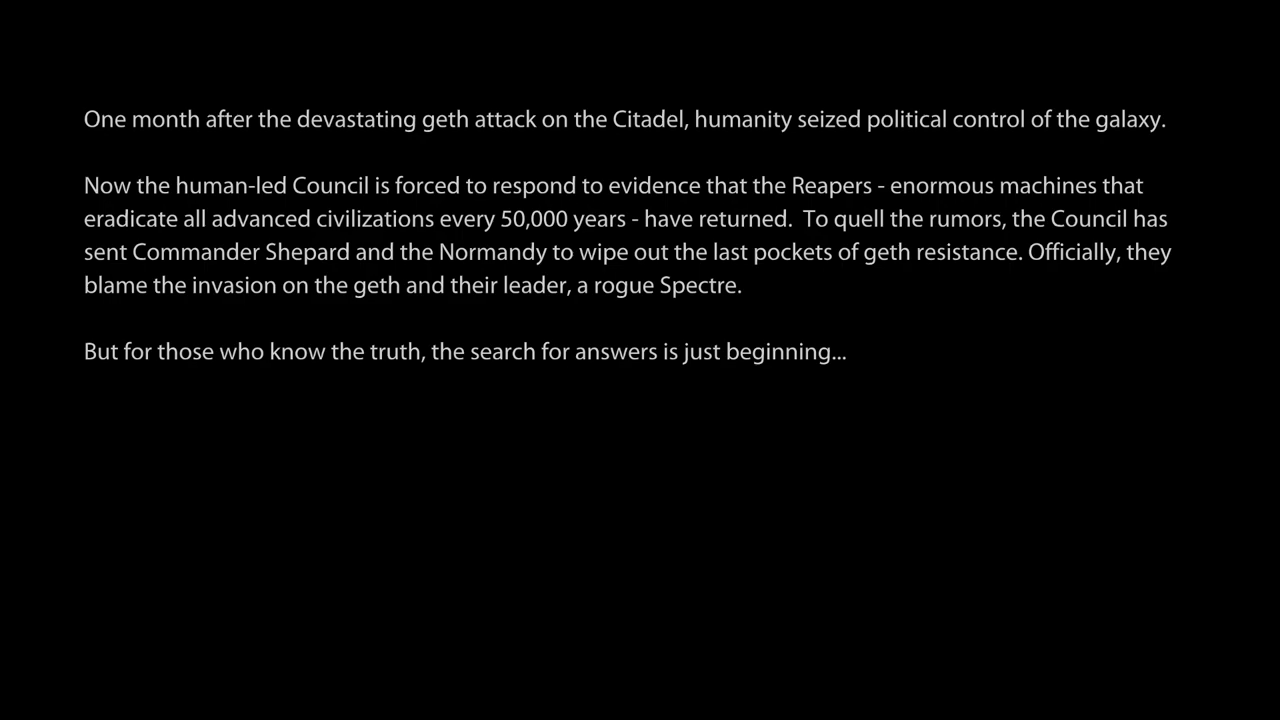 One month after the devastating geth attack on the Citadel, humanity seized political control of the galaxy.
Now the human-led Council is forced to respond to evidence that the Reapers - enormous machines that
eradicate all advanced civilizations every 50,000 years - have returned.  To quell the rumors, the Council has
sent Commander Shepard and the Normandy to wipe out the last pockets of geth resistance. Officially, they
blame the invasion on the geth and their leader, a rogue Spectre.
But for those who know the truth, the search for answers is just beginning...